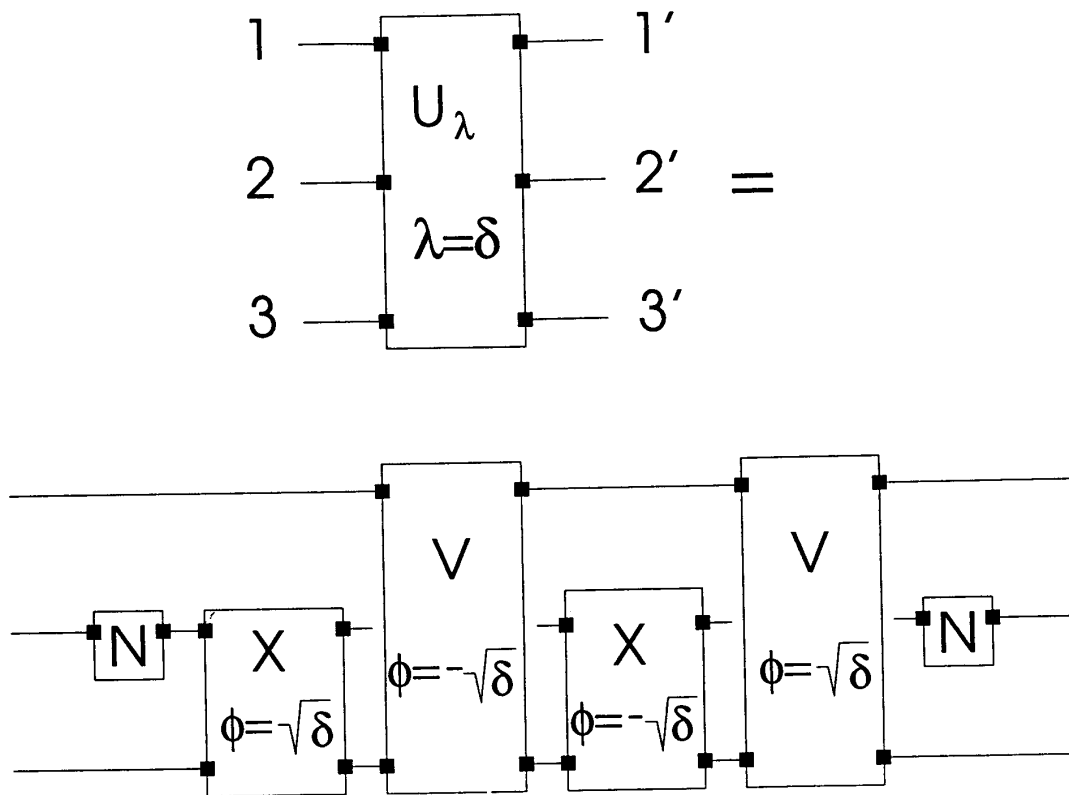 1 1′
U_λ
2 2′ =
λ=δ
3 3′
V V
N X X N
ϕ=-√δ ϕ=√δ
ϕ=√δ ϕ=-√δ